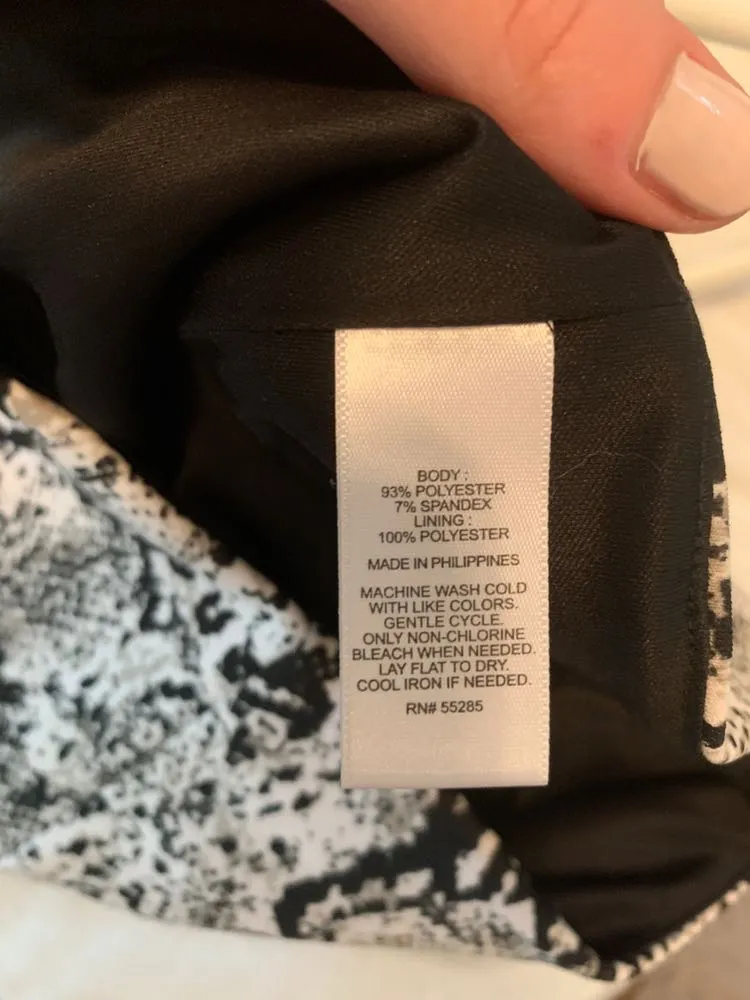 BODY :
93% POLYESTER
7% SPANDEX
LINING :
100% POLYESTER
MADE IN PHILIPPINES
MACHINE WASH COLD
WITH LIKE COLORS.
GENTLE CYCLE.
ONLY NON-CHLORINE
BLEACH WHEN NEEDED.
LAY FLAT TO DRY.
COOL IRON IF NEEDED.
RN# 55285